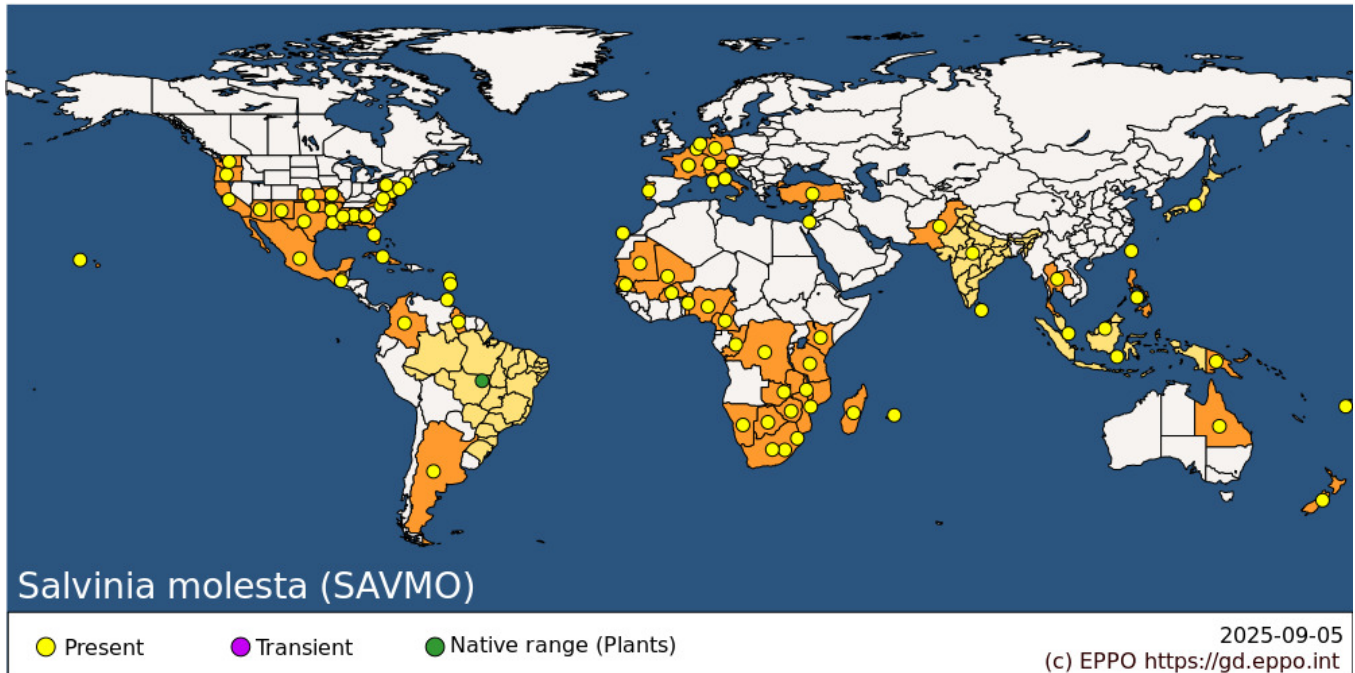 Salvinia molesta (SAVMO)
Present
Transient
Native range (Plants)
2025-09-05
(c) EPPO https://gd.eppo.int